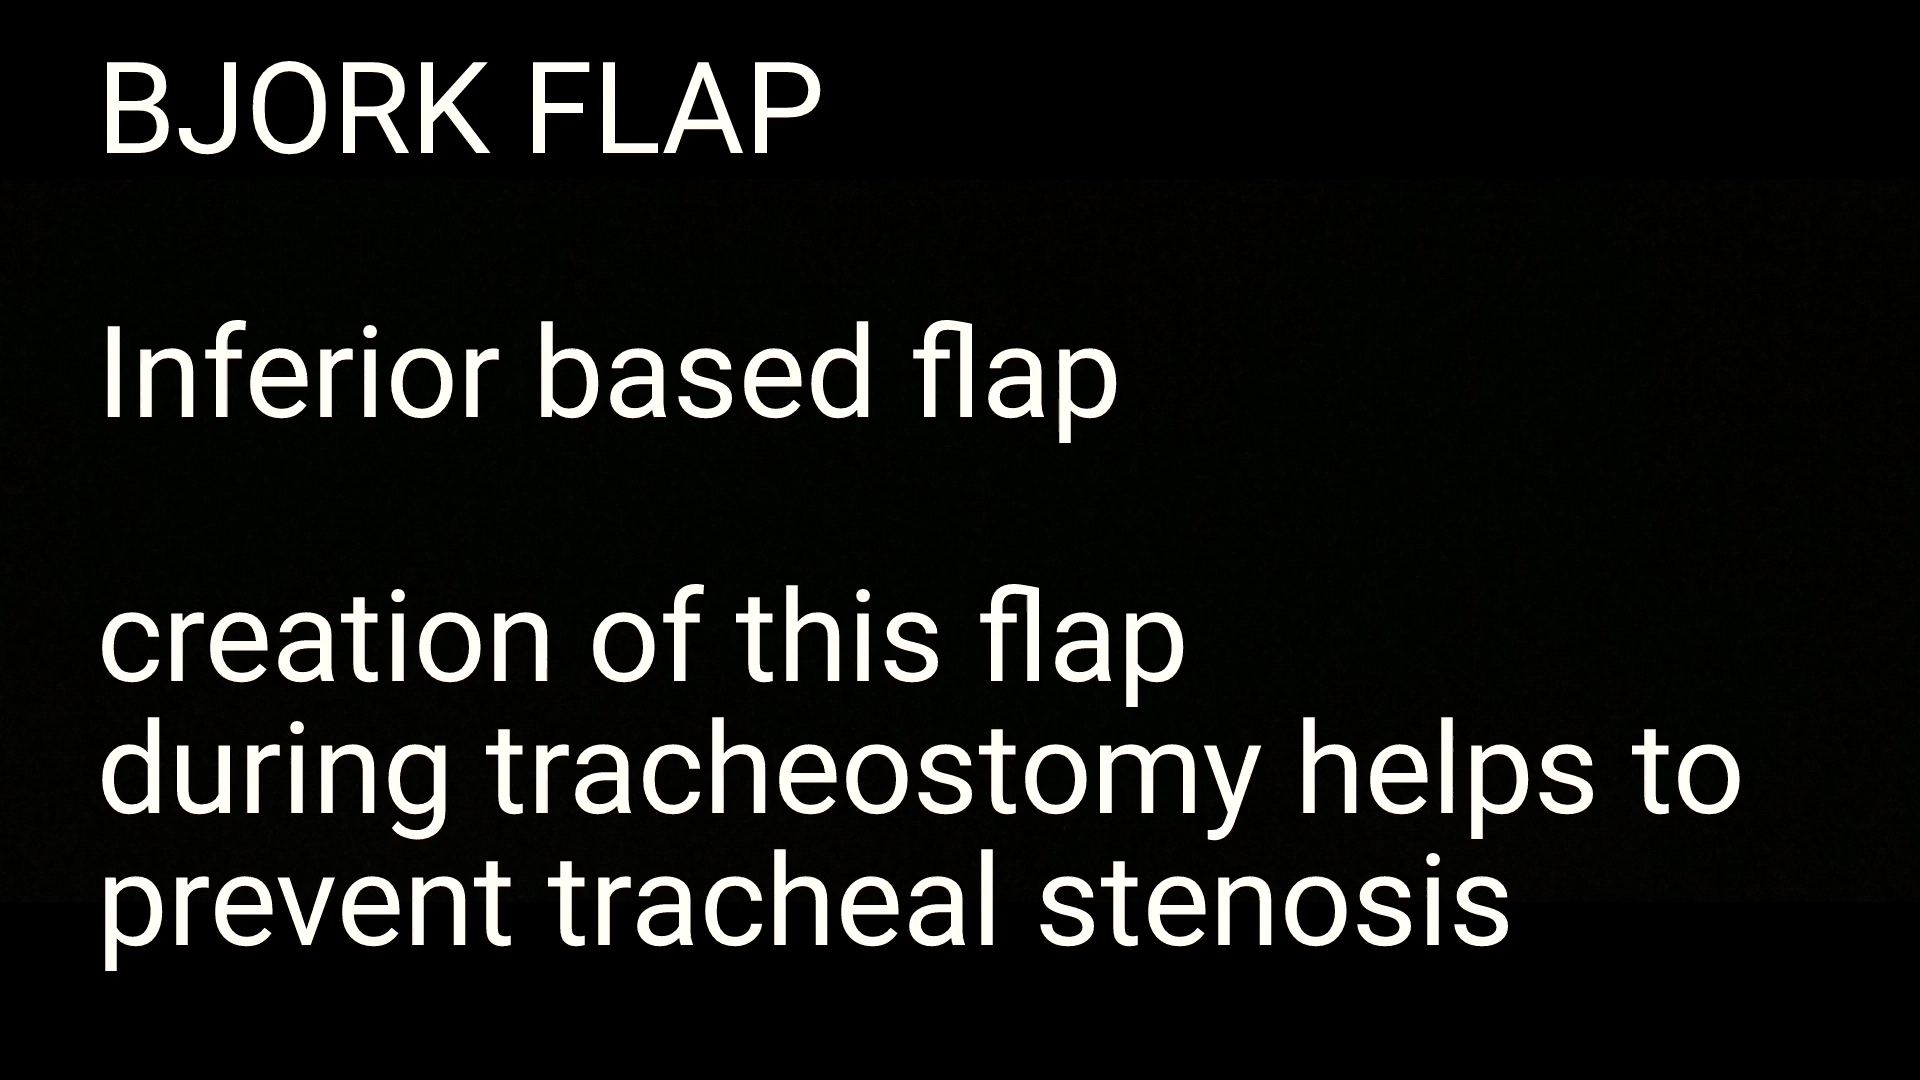 BJORK FLAP
Inferior based flap
creation of this flap
during tracheostomy helps to
prevent tracheal stenosis